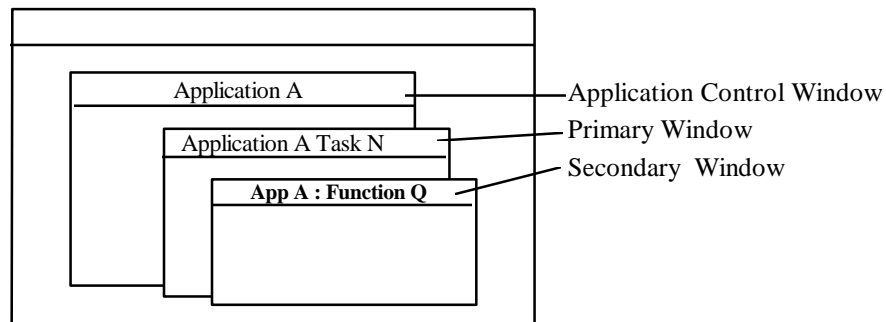 Application A
Application Control Window
Application A Task N
Primary Window
App A : Function Q
Secondary Window